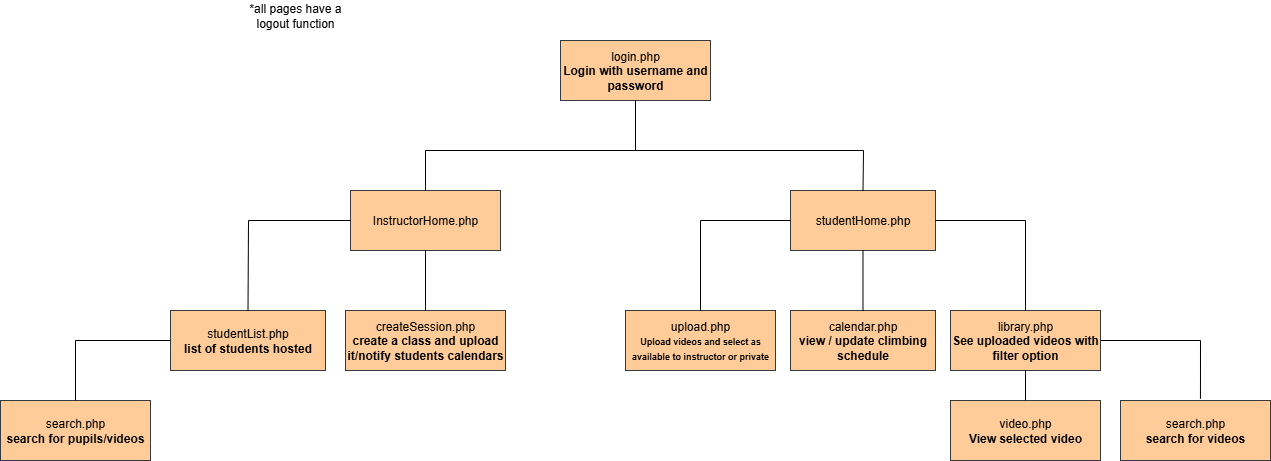 *all pages have a
logout function
login.php
Login with username and
password
InstructorHome.php
studentHome.php
studentList.php
list of students hosted
createSession.php
create a class and upload
it/notify students calendars
upload.php
Upload videos and select as
available to instructor or private
calendar.php
view / update climbing
schedule
library.php
See uploaded videos with
filter option
search.php
search for pupils/videos
video.php
View selected video
search.php
search for videos